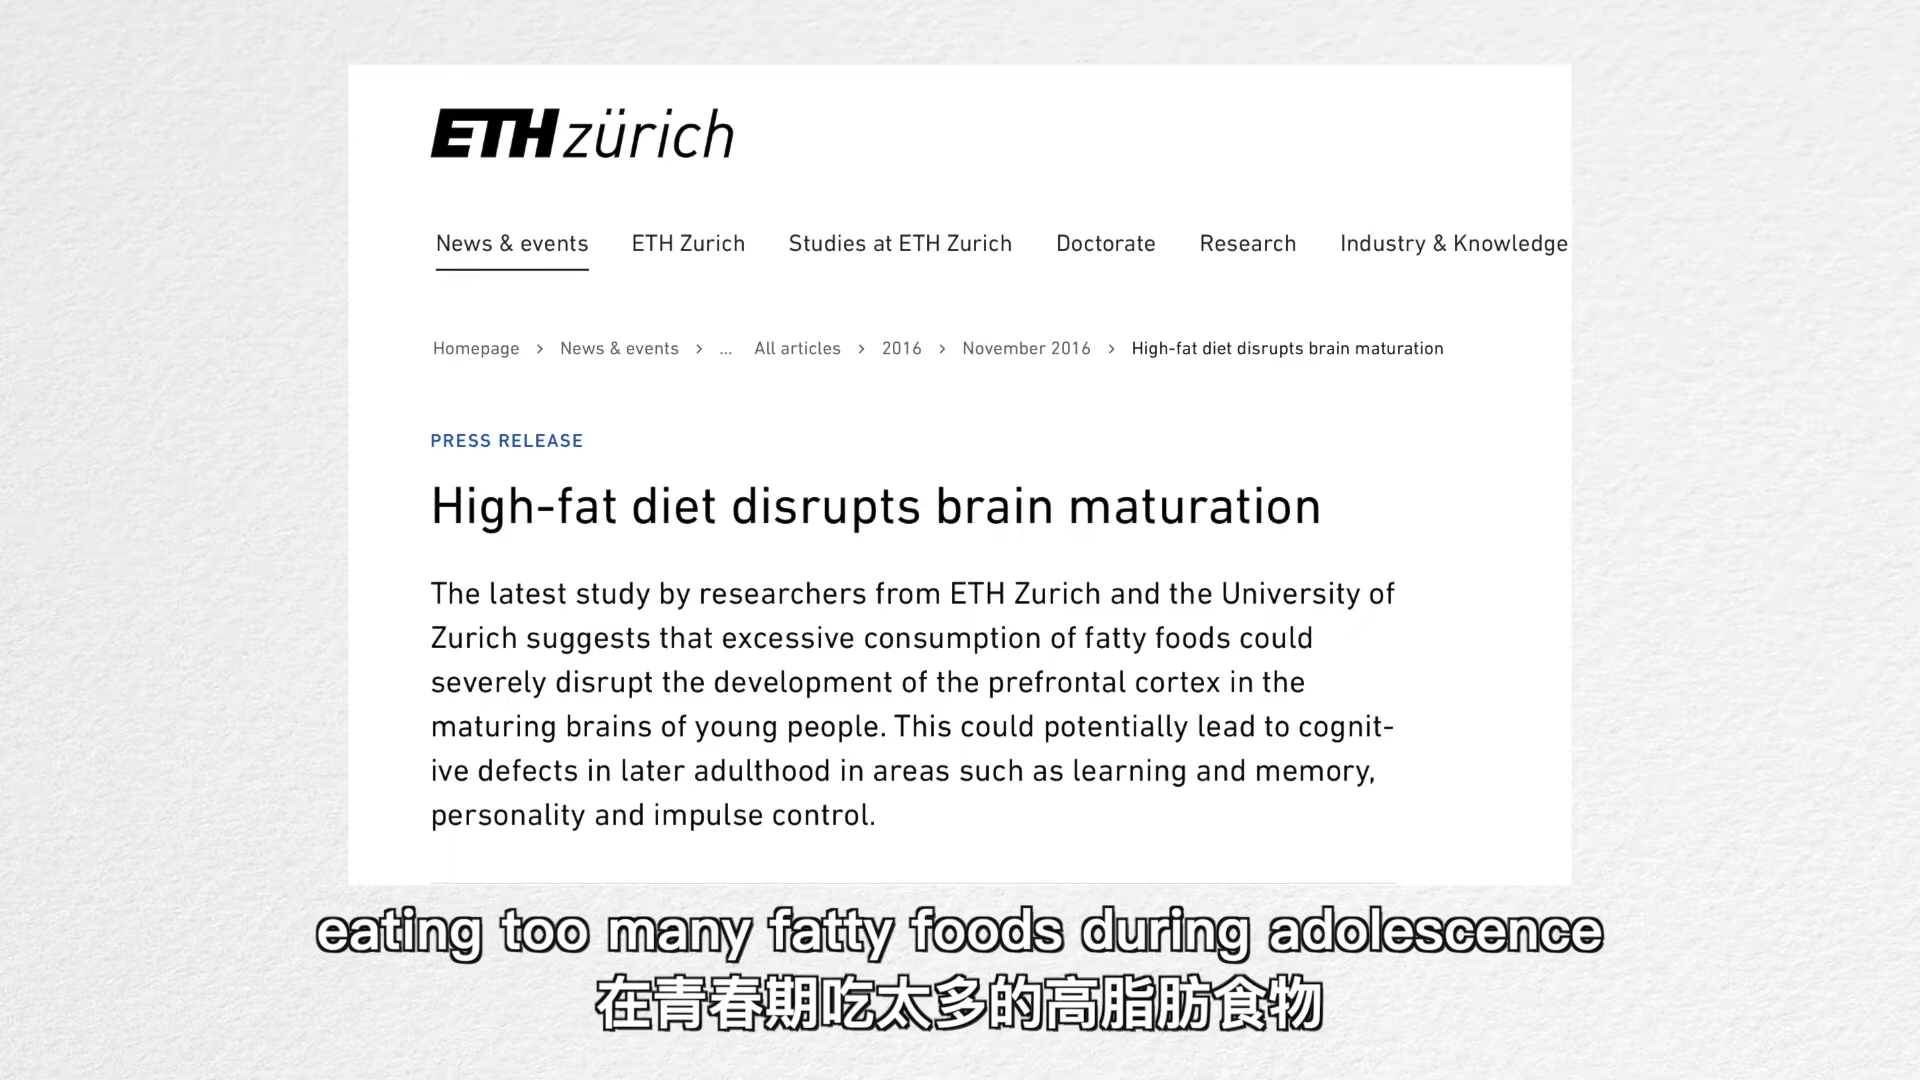 ETH zürich
News & events ETH Zurich Studies at ETH Zurich Doctorate Research Industry & Knowledge
Homepage > News & events > ... All articles > 2016 > November 2016 > High-fat diet disrupts brain maturation
PRESS RELEASE
High-fat diet disrupts brain maturation
The latest study by researchers from ETH Zurich and the University of
Zurich suggests that excessive consumption of fatty foods could
severely disrupt the development of the prefrontal cortex in the
maturing brains of young people. This could potentially lead to cognit-
ive defects in later adulthood in areas such as learning and memory,
personality and impulse control.
eating too many fatty foods during adolescence
在青春期吃太多的高脂肪食物